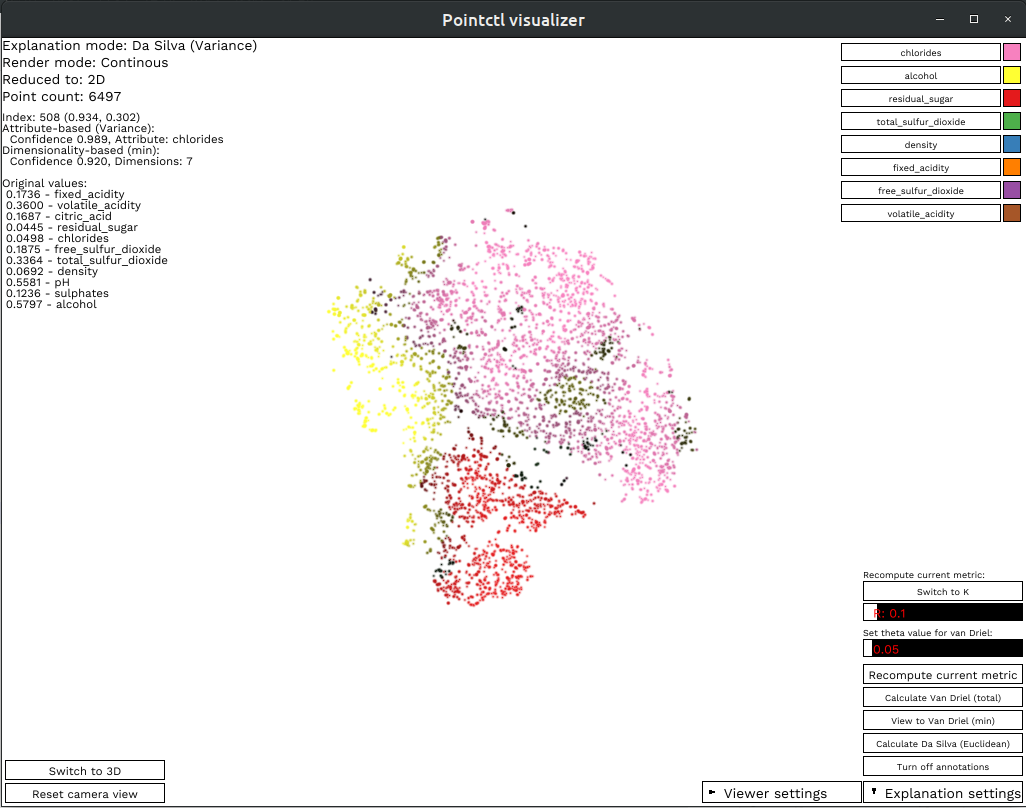 Pointctl visualizer
Explanation mode: Da Silva (Variance)
Render mode: Continous
Reduced to: 2D
Point count: 6497
Index: 508 (0.934, 0.302)
Attribute-based (Variance):
Confidence 0.989, Attribute: chlorides
Dimensionality-based (min):
Confidence 0.920, Dimensions: 7
Original values:
0.1736 - fixed_acidity
0.3600 - volatile_acidity
0.1687 - citric_acid
0.0445 - residual_sugar
0.0498 - chlorides
0.1875 - free_sulfur_dioxide
0.3364 - total_sulfur_dioxide
0.0692 - density
0.5581 - pH
0.1236 - sulphates
0.5797 - alcohol
chlorides
alcohol
residual_sugar
total_sulfur_dioxide
density
fixed_acidity
free_sulfur_dioxide
volatile_acidity
Recompute current metric:
Switch to K
R: 0.1
Set theta value for van Driel:
0.05
Recompute current metric
Calculate Van Driel (total)
View to Van Driel (min)
Calculate Da Silva (Euclidean)
Turn off annotations
Switch to 3D
Reset camera view
Viewer settings
Explanation settings